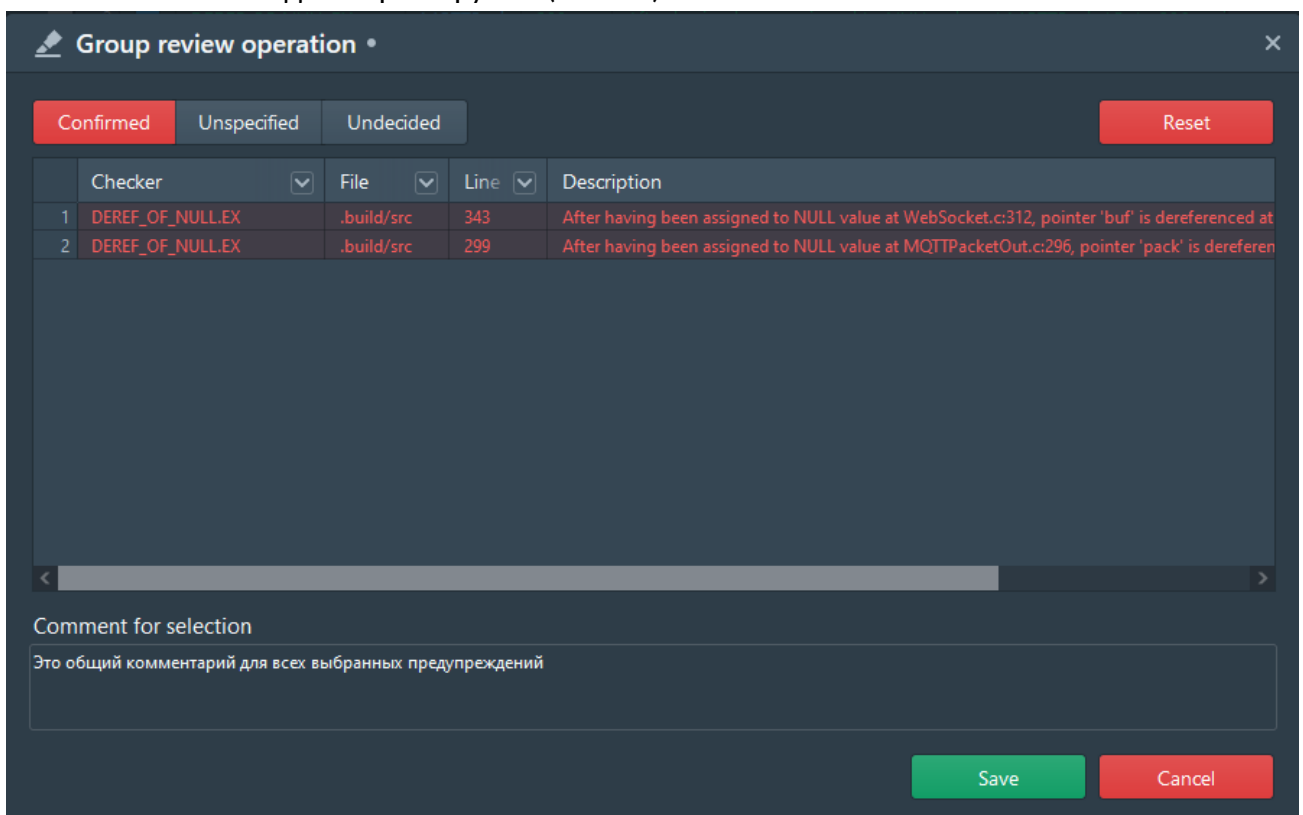 Group review operation •
Confirmed Unspecified Undecided Reset
Checker File Line Description
1 DEREF_OF_NULL.EX .build/src 343 After having been assigned to NULL value at WebSocket.c:312, pointer 'buf' is dereferenced at
2 DEREF_OF_NULL.EX .build/src 299 After having been assigned to NULL value at MQTTPacketOut.c:296, pointer 'pack' is dereferen
Comment for selection
Это общий комментарий для всех выбранных предупреждений
Save Cancel